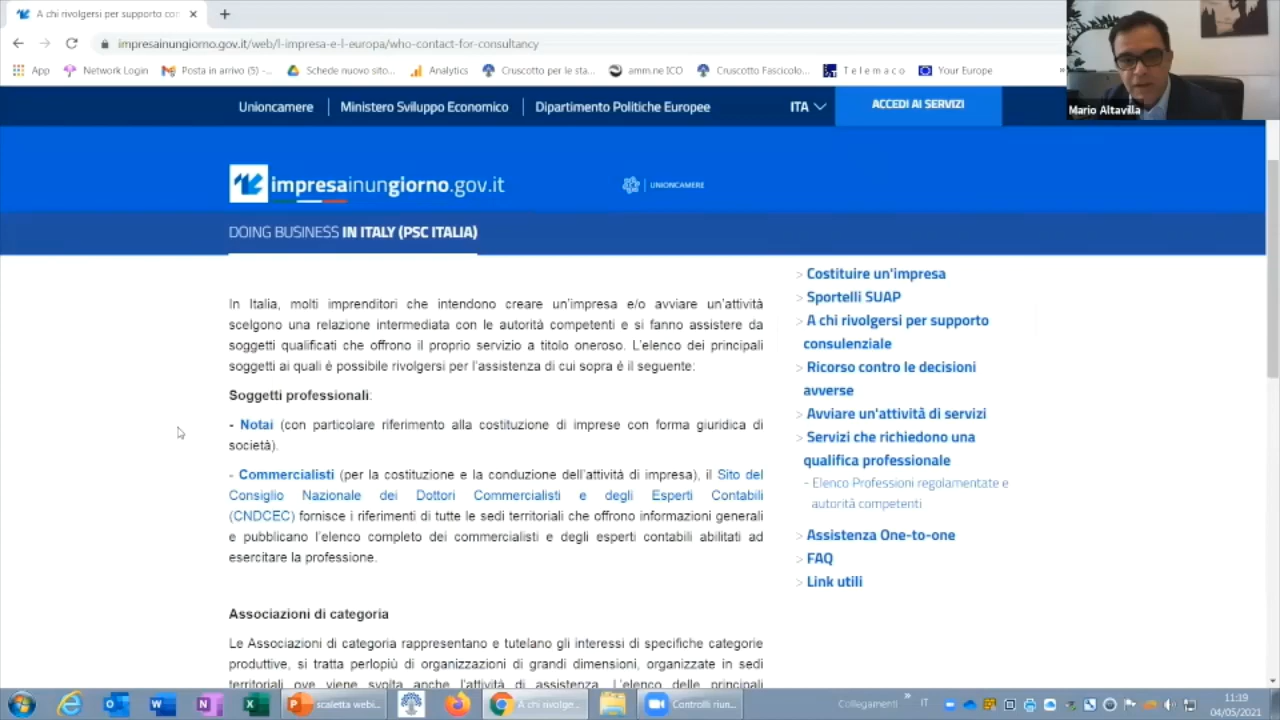 A chi rivolgersi per supporto con
impresainungiorno.gov.it/web/l-impresa-e-l-europa/who-contact-for-consultancy
App Network Login Posta in arrivo (5) -... Schede nuovo sito... Analytics Cruscotto per le sta... amm.ne ICO Cruscotto Fascicolo... T e l e m a c o Your Europe
Mario Altavilla
Unioncamere Ministero Sviluppo Economico Dipartimento Politiche Europee ITA ACCEDI AI SERVIZI
impresainungiorno.gov.it UNIONCAMERE
DOING BUSINESS IN ITALY (PSC ITALIA)
In Italia, molti imprenditori che intendono creare un'impresa e/o avviare un'attività
scelgono una relazione intermediata con le autorità competenti e si fanno assistere da
soggetti qualificati che offrono il proprio servizio a titolo oneroso. L'elenco dei principali
soggetti ai quali è possibile rivolgersi per l'assistenza di cui sopra è il seguente:
Soggetti professionali:
- Notai (con particolare riferimento alla costituzione di imprese con forma giuridica di
società).
- Commercialisti (per la costituzione e la conduzione dell'attività di impresa), il Sito del
Consiglio Nazionale dei Dottori Commercialisti e degli Esperti Contabili
(CNDCEC) fornisce i riferimenti di tutte le sedi territoriali che offrono informazioni generali
e pubblicano l'elenco completo dei commercialisti e degli esperti contabili abilitati ad
esercitare la professione.
Associazioni di categoria
Le Associazioni di categoria rappresentano e tutelano gli interessi di specifiche categorie
produttive, si tratta perlopiù di organizzazioni di grandi dimensioni, organizzate in sedi
territoriali ove viene svolta anche l'attività di assistenza. L'elenco delle principali
> Costituire un'impresa
> Sportelli SUAP
> A chi rivolgersi per supporto
consulenziale
> Ricorso contro le decisioni
avverse
> Avviare un'attività di servizi
> Servizi che richiedono una
qualifica professionale
- Elenco Professioni regolamentate e
autorità competenti
> Assistenza One-to-one
> FAQ
> Link utili
scaletta webi... A chi rivolge... Controlli riun... Collegamenti » IT 11:19
04/05/2021